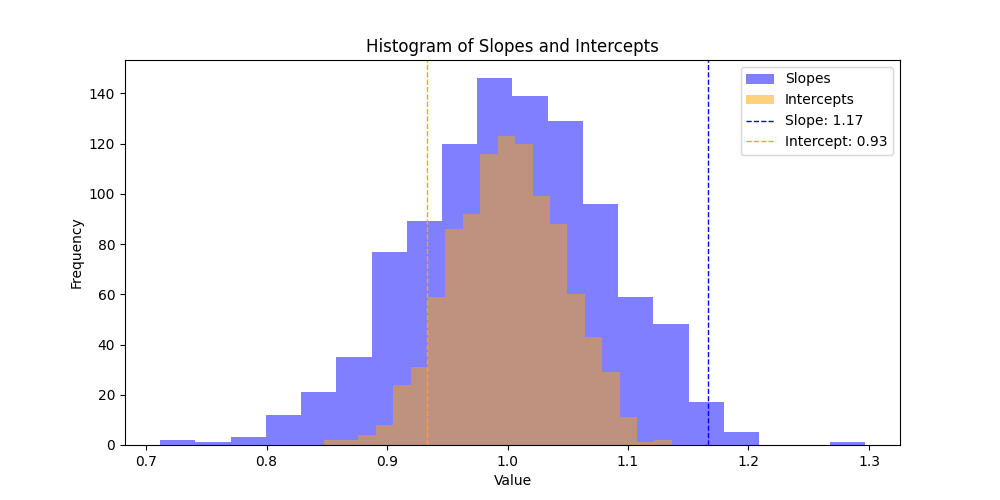 Histogram of Slopes and Intercepts
Slopes
Intercepts
Slope: 1.17
Intercept: 0.93
Frequency
140
120
100
80
60
40
20
0
0.7 0.8 0.9 1.0 1.1 1.2 1.3
Value